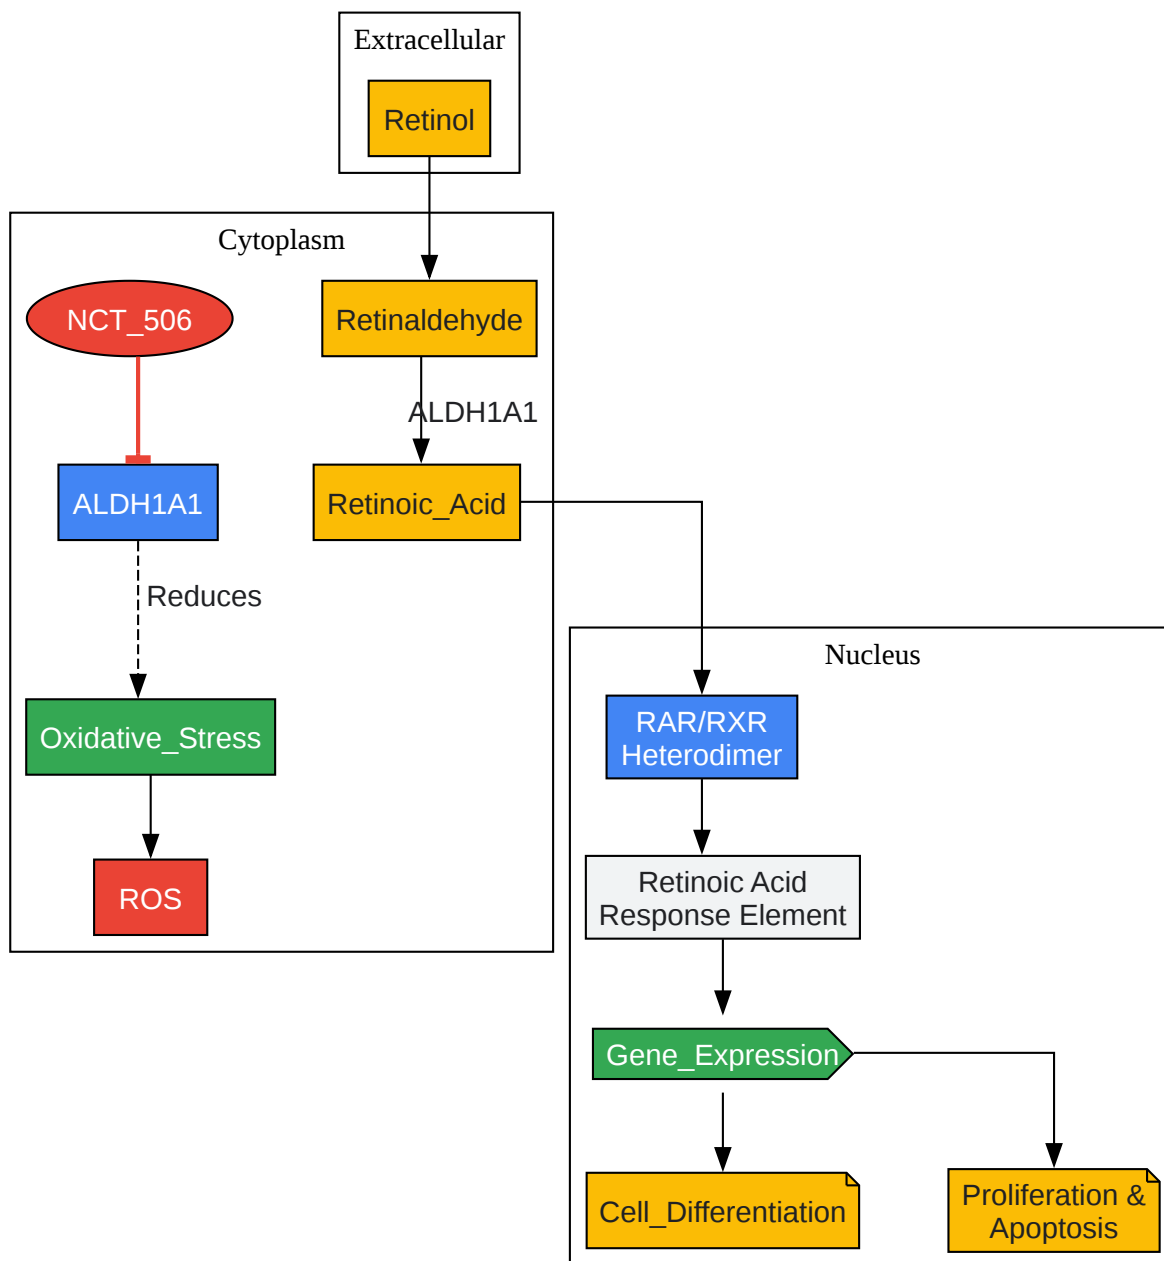 Extracellular
Retinol
Cytoplasm
NCT_506
Retinaldehyde
ALDH1A1
ALDH1A1
Retinoic_Acid
Reduces
Oxidative_Stress
ROS
Nucleus
RAR/RXR
Heterodimer
Retinoic Acid
Response Element
Gene_Expression
Cell_Differentiation
Proliferation &
Apoptosis